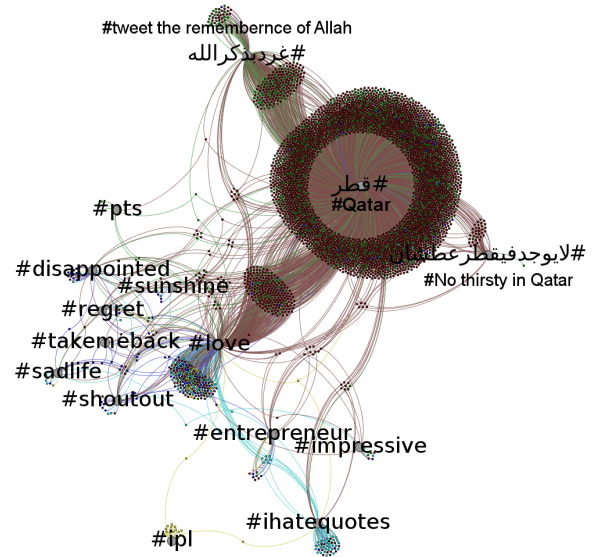 #tweet the remembernce of Allah
#غردبذكرالله
#قطر
#Qatar
#pts
#لايوجدفيقطرعطشان
#disappointed
#No thirsty in Qatar
#sunshine
#regret
#takemeback
#love
#sadlife
#shoutout
#entrepreneur
#impressive
#ihatequotes
#ipl